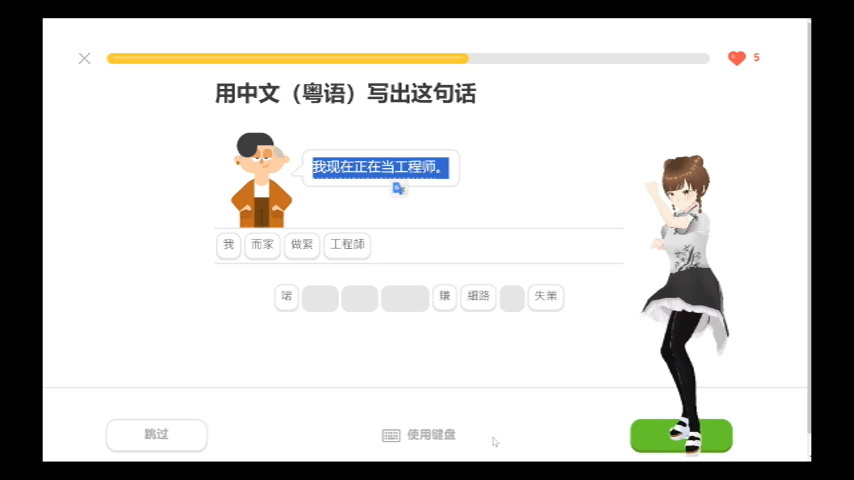 5
用中文（粤语）写出这句话
我现在正在当工程师。
我 而家 做緊 工程師
啱 賺 細路 失業
跳过 使用键盘